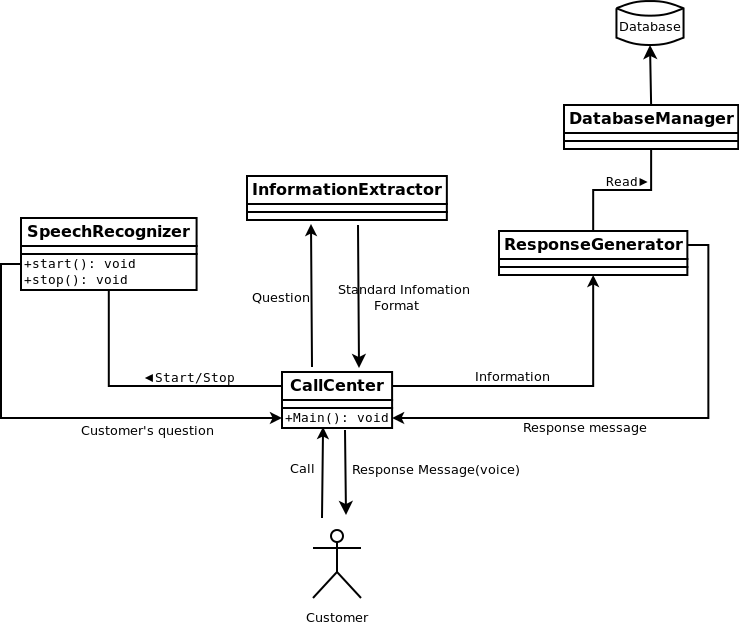 Database
DatabaseManager
Read►
InformationExtractor
SpeechRecognizer
+start(): void
+stop(): void
ResponseGenerator
Question
Standard Infomation
Format
◄Start/Stop
CallCenter
+Main(): void
Information
Customer's question
Response message
Call
Response Message(voice)
Customer